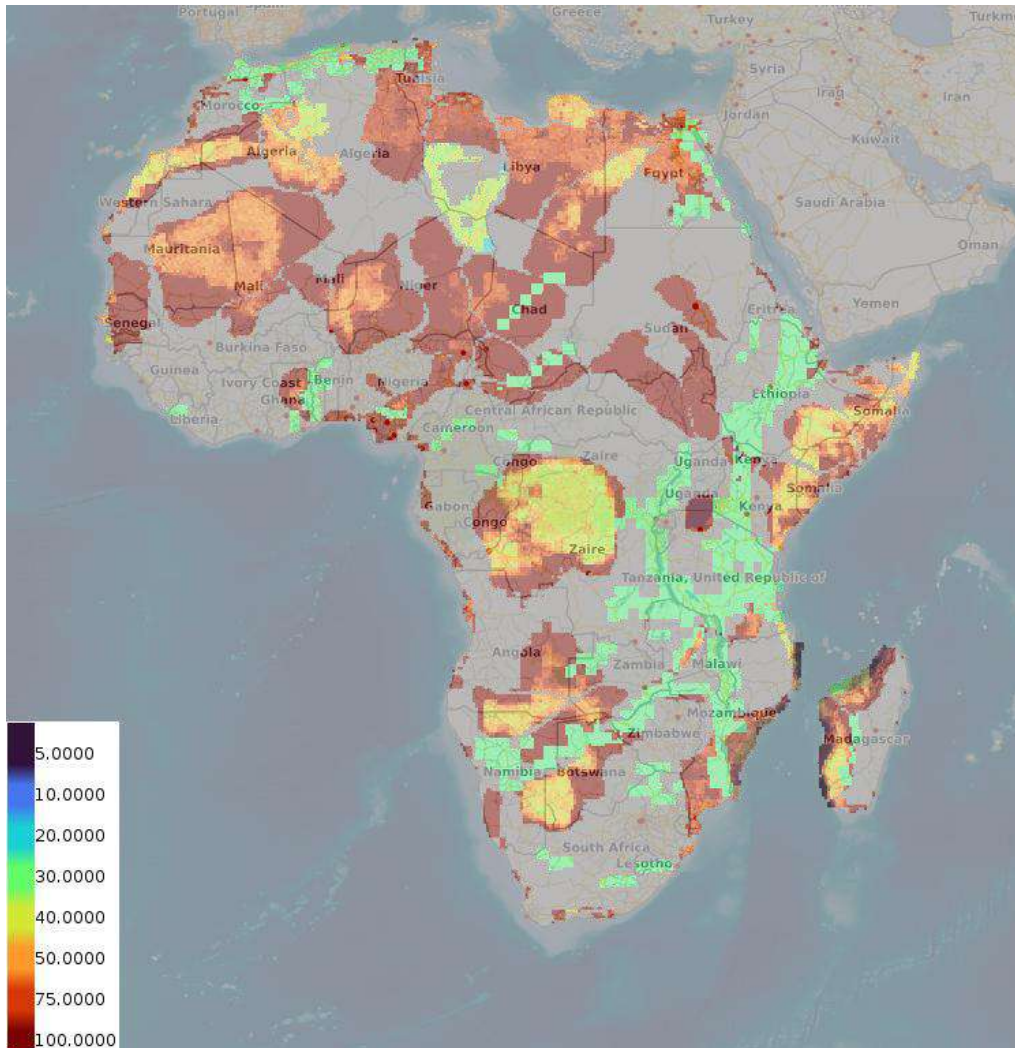 Portugal
Greece
Turkey
Turkm
Tunisia
Syria
Iraq
Iran
Morocco
Jordan
Kuwait
Algeria
Algeria
Libya
Egypt
Western Sahara
Saudi Arabia
Oman
Mauritania
Mali
Mali
Niger
Chad
Yemen
Eritrea
Senegal
Sudan
Burkina Faso
Guinea
Benin
Nigeria
Ivory Coast
Ghana
Ethiopia
Somalia
Liberia
Central African Republic
Cameroon
Congo
Zaire
Uganda
Kenya
Somalia
Uganda
Gabon
Kenya
Congo
Zaire
Tanzania, United Republic of
Angola
Zambia
Malawi
Mozambique
Zimbabwe
Madagascar
Namibia
Botswana
South Africa
Lesotho
5.0000
10.0000
20.0000
30.0000
40.0000
50.0000
75.0000
100.0000